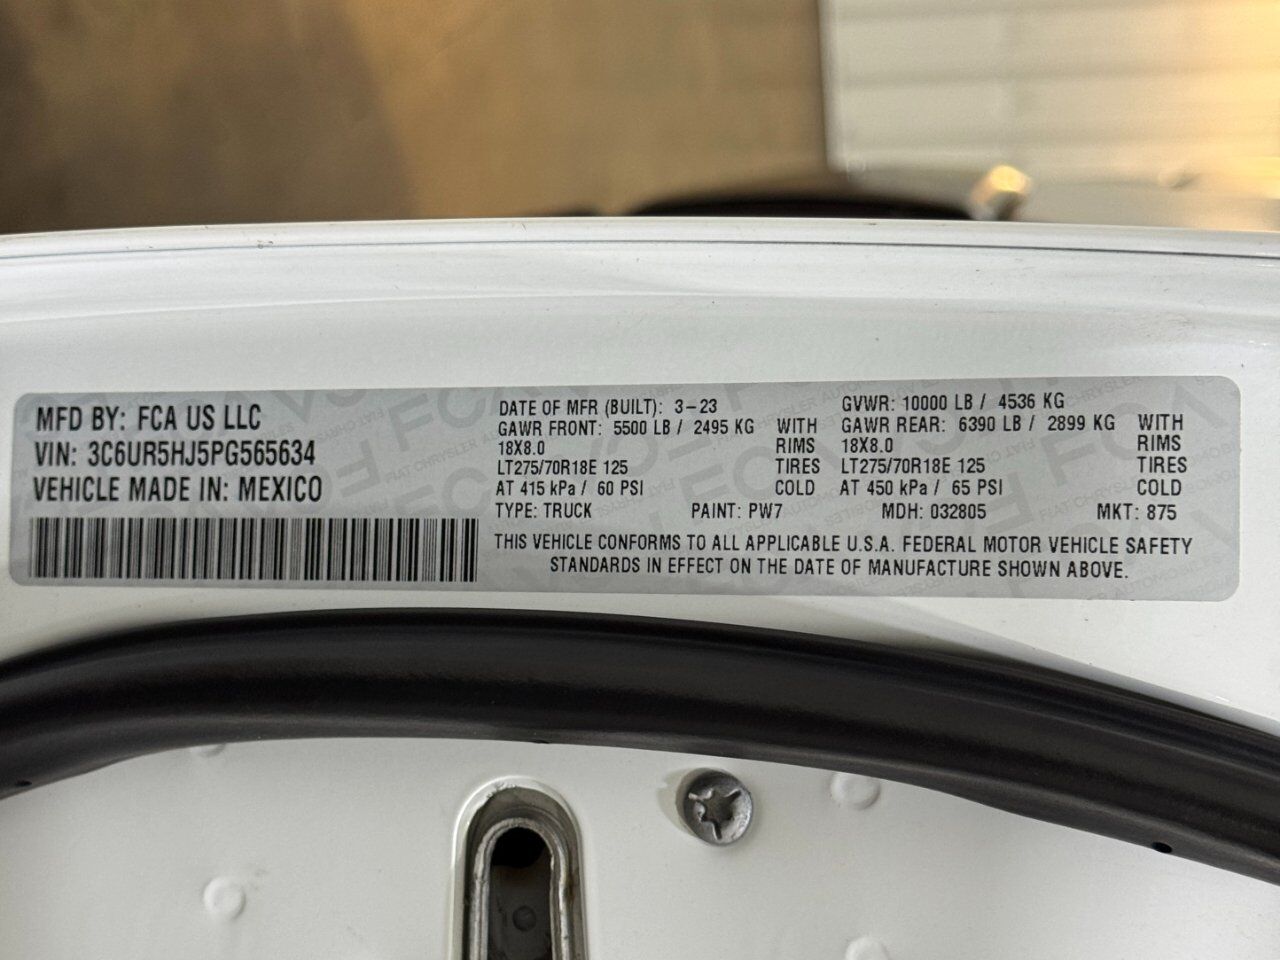 MFD BY: FCA US LLC
VIN: 3C6UR5HJ5PG565634
VEHICLE MADE IN: MEXICO
DATE OF MFR (BUILT): 3-23
GVWR: 10000 LB / 4536 KG
GAWR FRONT: 5500 LB / 2495 KG WITH
18X8.0 RIMS
LT275/70R18E 125 TIRES
AT 415 kPa / 60 PSI COLD
GAWR REAR: 6390 LB / 2899 KG WITH
18X8.0 RIMS
LT275/70R18E 125 TIRES
AT 450 kPa / 65 PSI COLD
TYPE: TRUCK PAINT: PW7 MDH: 032805 MKT: 875
THIS VEHICLE CONFORMS TO ALL APPLICABLE U.S.A. FEDERAL MOTOR VEHICLE SAFETY
STANDARDS IN EFFECT ON THE DATE OF MANUFACTURE SHOWN ABOVE.